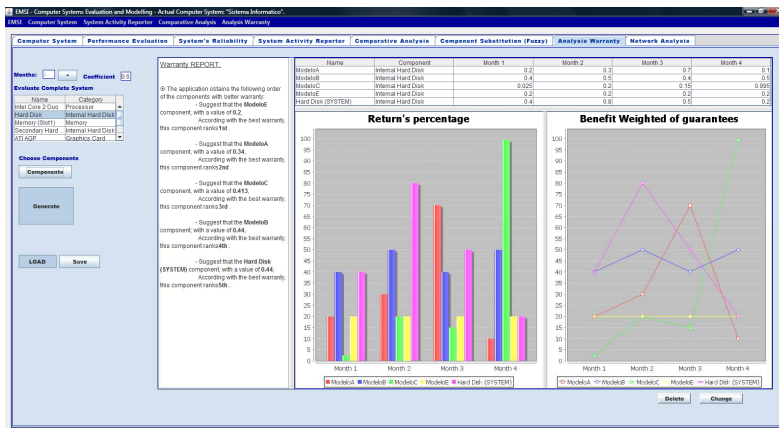 EMSI - Computer Systems Evaluation and Modelling - Actual Computer System: "Sistema Informatico".
EMSI Computer System System Activity Reporter Comparative Analysis Analysis Warranty
Computer System Performance Evaluation System's Reliability System Activity Reporter Comparative Analysis Component Substitution (Fuzzy) Analysis Warranty Network Analysis
Months: Coefficient 0.6
Evaluate Complete System
Name Category
Intel Core 2 Duo Processor
Hard Disk Internal Hard Disk
Memory (Slot1) Memory
Secondary Hard ... Internal Hard Disk
ATI AGP Graphics Card
Choose Components
Components
Generate
LOAD Save
Warranty REPORT.
⊙ The application obtains the following order
of the components with better warranty:
- Suggest that the ModeloE
component, with a value of 0.2,
According with the best warranty,
this component ranks1st .
- Suggest that the ModeloA
component, with a value of 0.34,
According with the best warranty,
this component ranks2nd .
- Suggest that the ModeloC
component, with a value of 0.413,
According with the best warranty,
this component ranks3rd .
- Suggest that the ModeloB
component, with a value of 0.44,
According with the best warranty,
this component ranks4th .
- Suggest that the Hard Disk
(SYSTEM) component, with a value of 0.44,
According with the best warranty,
this component ranks5th .
Name Component Month 1 Month 2 Month 3 Month 4
ModeloA Internal Hard Disk 0.2 0.3 0.7 0.1
ModeloB Internal Hard Disk 0.4 0.5 0.4 0.5
ModeloC Internal Hard Disk 0.025 0.2 0.15 0.995
ModeloE Internal Hard Disk 0.2 0.2 0.2 0.2
Hard Disk (SYSTEM) Internal Hard Disk 0.4 0.8 0.5 0.2
Return's percentage
100
95
90
85
80
75
70
65
60
55
50
45
40
35
30
25
20
15
10
5
0
Month 1 Month 2 Month 3 Month 4
ModeloA ModeloB ModeloC ModeloE Hard Disk (SYSTEM)
Benefit Weighted of guarantees
100
95
90
85
80
75
70
65
60
55
50
45
40
35
30
25
20
15
10
5
0
Month 1 Month 2 Month 3 Month 4
ModeloA ModeloB ModeloC ModeloE Hard Disk (SYSTEM)
Delete Change